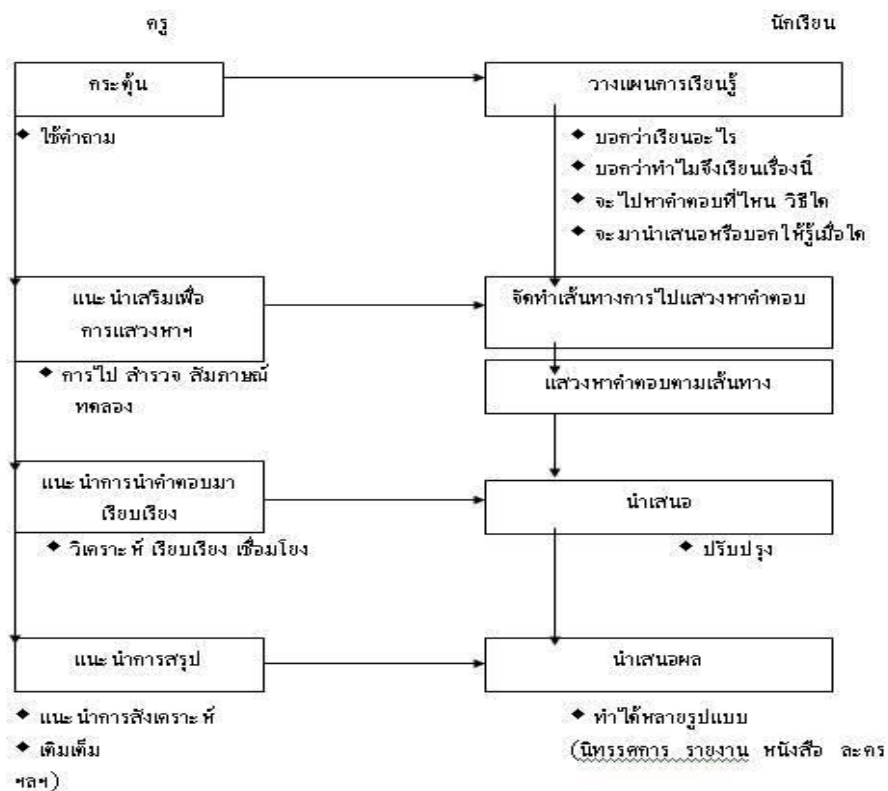 ครู นักเรียน
กระตุ้น วางแผนการเรียนรู้
◆ ใช้คำถาม
◆ บอกว่าเรียนอะไร
◆ บอกว่าทำไมจึงเรียนเรื่องนี้
◆ จะไปหาคำตอบที่ไหน วิธีใด
◆ จะมานำเสนอหรือบอกให้รู้เมื่อใด
แนะนำเสริมเพื่อ
การแสวงหาฯ
จัดทำเส้นทางการไปแสวงหาคำตอบ
◆ การไป สำรวจ สัมภาษณ์
ทดลอง
แสวงหาคำตอบตามเส้นทาง
แนะนำการนำคำตอบมา
เรียบเรียง
นำเสนอ
◆ วิเคราะห์ เรียบเรียง เชื่อมโยง
◆ ปรับปรุง
แนะนำการสรุป นำเสนอผล
◆ แนะนำการสังเคราะห์
◆ เติมเต็ม
◆ ทำได้หลายรูปแบบ
(นิทรรศการ รายงาน หนังสือ ละคร
ฯลฯ)